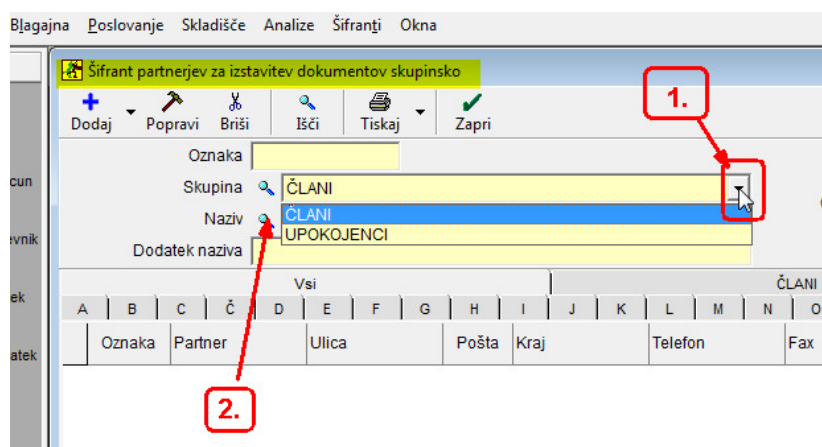 Blagajna Poslovanje Skladišče Analize Šifranti Okna
Šifrant partnerjev za izstavitev dokumentov skupinsko
1.
Dodaj Popravi Briši Išči Tiskaj Zapri
Oznaka
cun
Skupina ČLANI
Naziv ČLANI
evnik
UPOKOJENCI
Dodatek naziva
Vsi ČLANI
ek
A B C Č D E F G H I J K L M N O
Oznaka Partner Ulica Pošta Kraj Telefon Fax
atek
2.